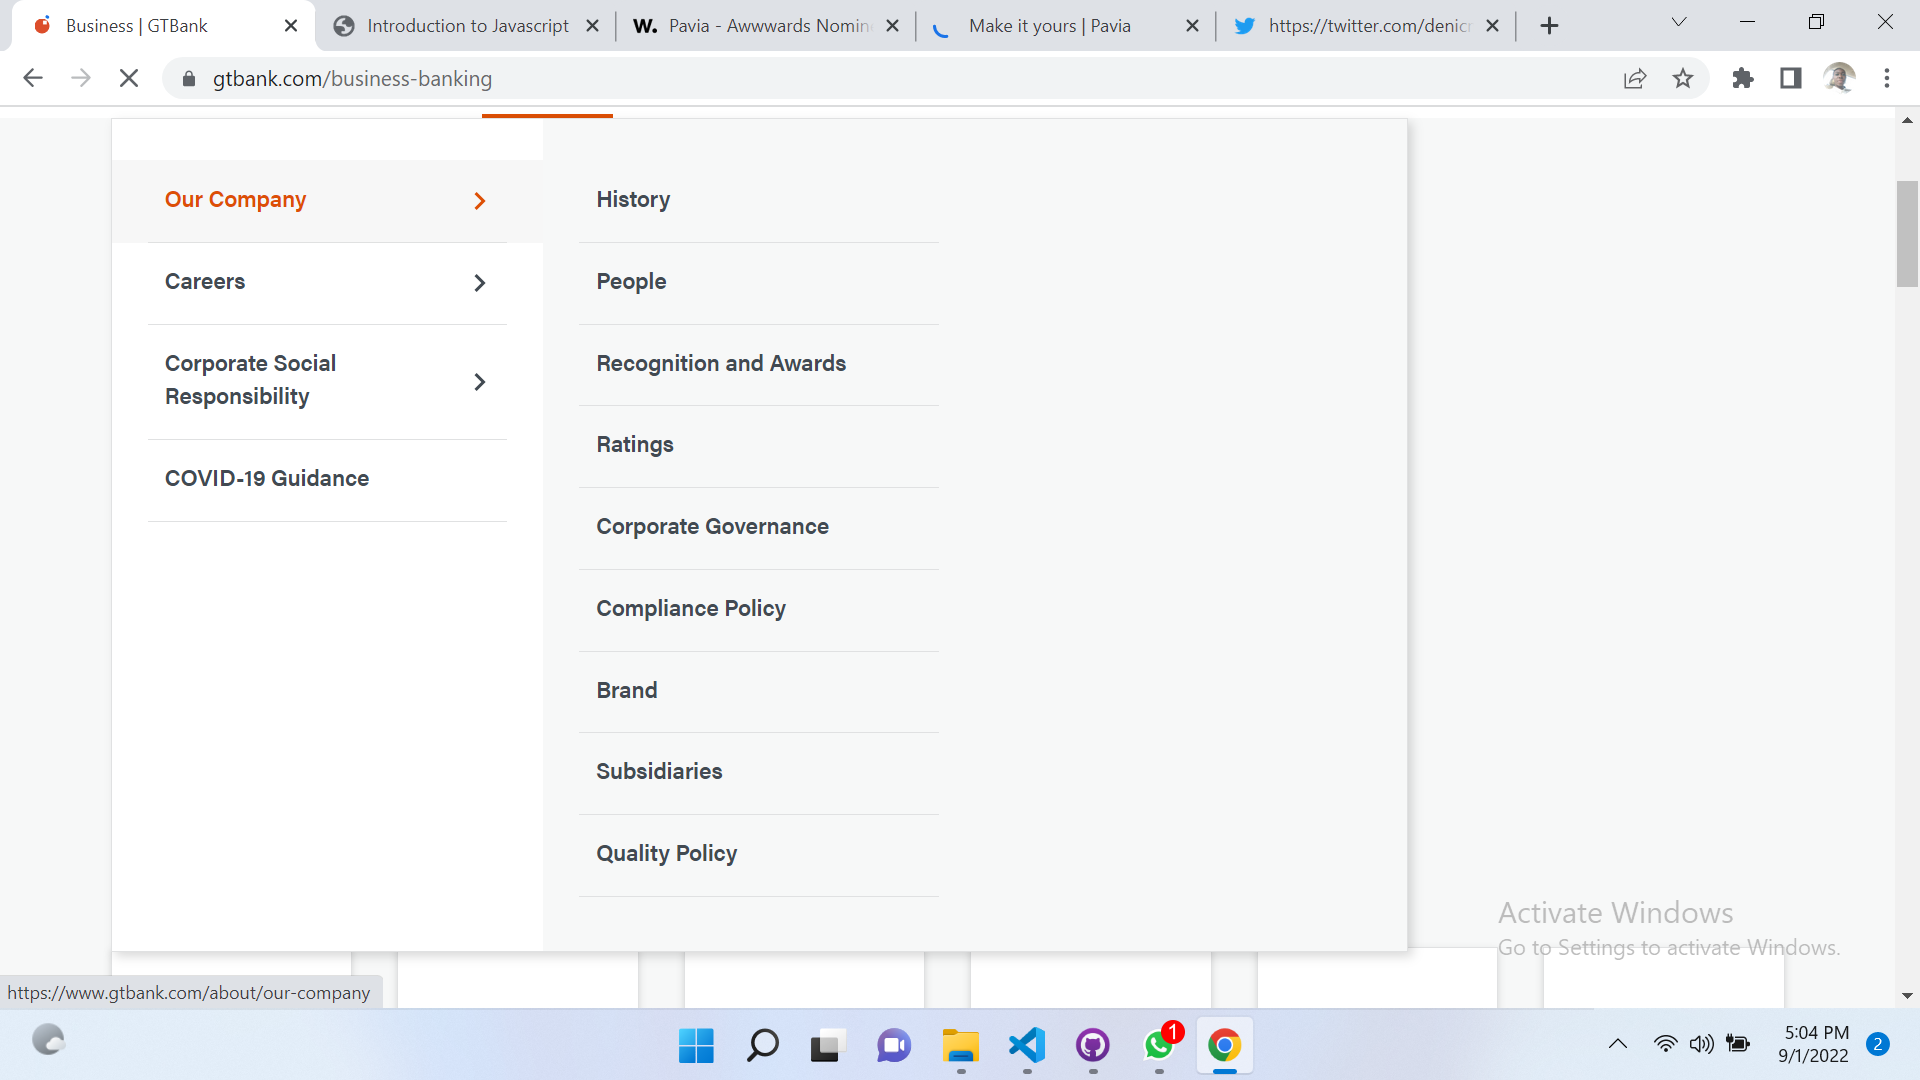 Business | GTBank
Introduction to Javascript
W. Pavia - Awwwards Nomin
Make it yours | Pavia
https://twitter.com/denicr
gtbank.com/business-banking
Our Company
Careers
Corporate Social
Responsibility
COVID-19 Guidance
History
People
Recognition and Awards
Ratings
Corporate Governance
Compliance Policy
Brand
Subsidiaries
Quality Policy
Activate Windows
Go to Settings to activate Windows.
https://www.gtbank.com/about/our-company
1
5:04 PM
9/1/2022
2